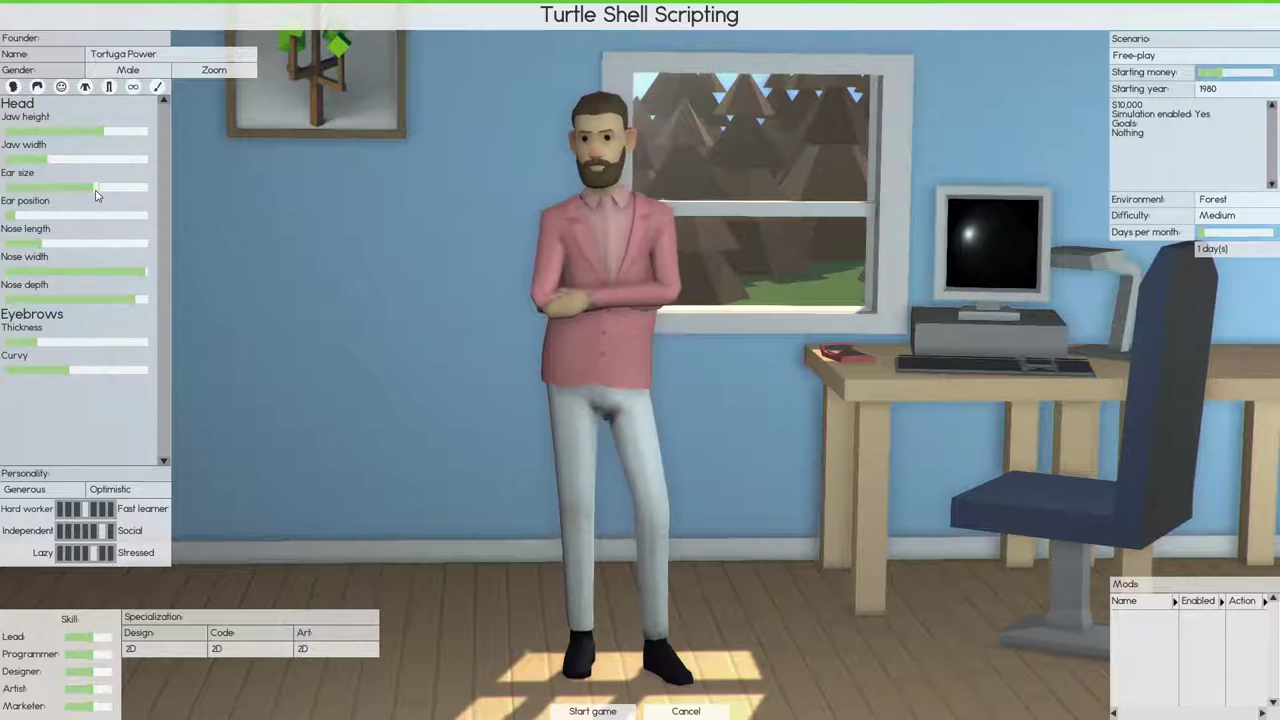 Turtle Shell Scripting
Founder:
Name: Tortuga Power
Gender: Male Zoom
Head
Jaw height
Jaw width
Ear size
Ear position
Nose length
Nose width
Nose depth
Eyebrows
Thickness
Curvy
Personality:
Generous Optimistic
Hard worker Fast learner
Independent Social
Lazy Stressed
Skill:
Lead:
Programmer:
Designer:
Artist:
Marketer:
Specialization:
Design: Code: Art:
2D 2D 2D
Start game Cancel
Scenario:
Free-play
Starting money:
Starting year: 1980
$10,000
Simulation enabled: Yes
Goals:
Nothing
Environment: Forest
Difficulty: Medium
Days per month:
1 day(s)
Mods:
Name Enabled Action